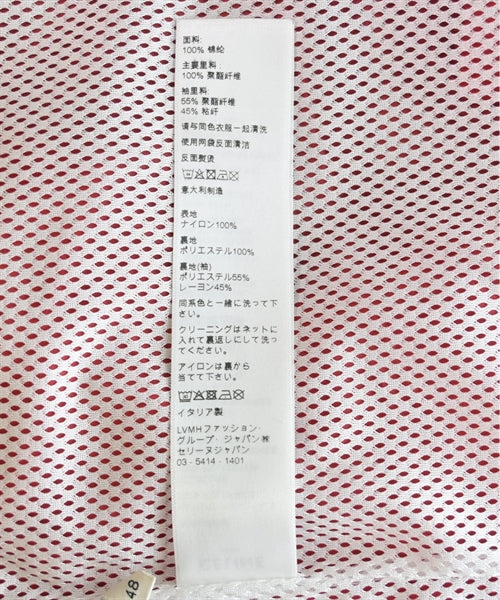 面料:
100% 锦纶
主裏里料:
100% 聚酯纤维
袖里料:
55% 聚酯纤维
45% 粘纤
请与同色衣服一起清洗
使用网袋反面清洁
反面熨烫
意大利制造
表地
ナイロン100%
裏地
ポリエステル100%
裏地(袖)
ポリエステル55%
レーヨン45%
同系色と一緒に洗って下
さい。
クリーニングはネットに
入れて裏返しにして洗っ
てください。
アイロンは裏から
当てて下さい。
イタリア製
LVMHファッション・
グループ・ジャパン㈱
セリーヌジャパン
03-5414-1401
48